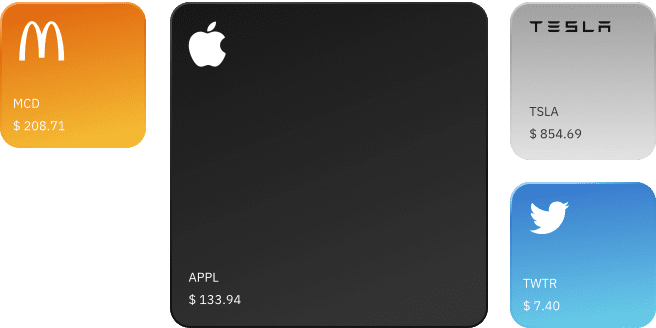 MCD
$ 208.71
APPL
$ 133.94
TESLA
TSLA
$ 854.69
TWTR
$ 7.40